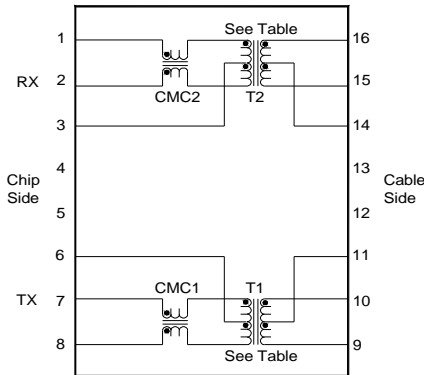 See Table
1
16
RX
2
15
CMC2
T2
3
14
4
13
Chip
Side
Cable
Side
5
12
6
11
CMC1
T1
TX
7
10
8
9
See Table